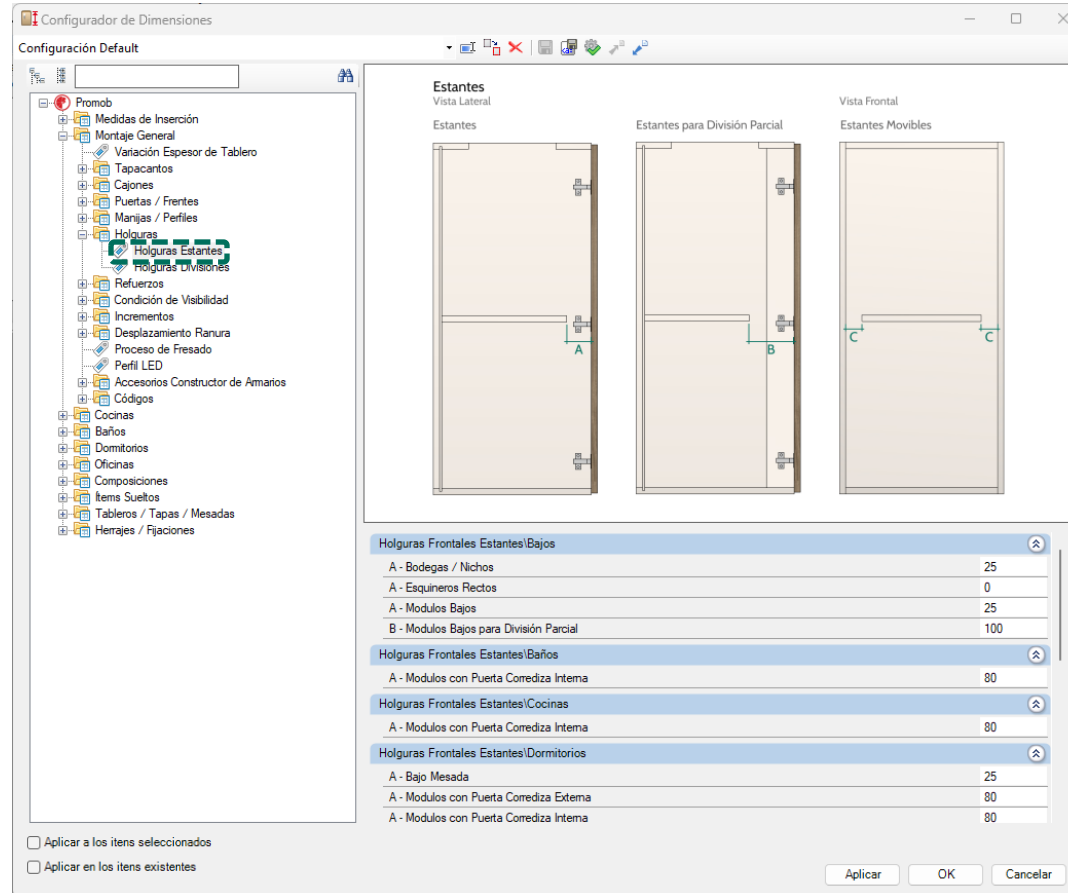 Configurador de Dimensiones
Configuración Default
Promob
Medidas de Inserción
Montaje General
Variación Espesor de Tablero
Tapacantos
Cajones
Puertas / Frentes
Manijas / Perfiles
Holguras
Holguras Estantes
Holguras Divisiones
Refuerzos
Condición de Visibilidad
Incrementos
Desplazamiento Ranura
Proceso de Fresado
Perfil LED
Accesorios Constructor de Armarios
Códigos
Cocinas
Baños
Dormitorios
Oficinas
Composiciones
Ítems Sueltos
Tableros / Tapas / Mesadas
Herrajes / Fijaciones
Estantes
Vista Lateral
Vista Frontal
Estantes
Estantes para División Parcial
Estantes Movibles
A
B
C
C
Holguras Frontales Estantes\Bajos
A - Bodegas / Nichos 25
A - Esquineros Rectos 0
A - Modulos Bajos 25
B - Modulos Bajos para División Parcial 100
Holguras Frontales Estantes\Baños
A - Modulos con Puerta Corrediza Interna 80
Holguras Frontales Estantes\Cocinas
A - Modulos con Puerta Corrediza Interna 80
Holguras Frontales Estantes\Dormitorios
A - Bajo Mesada 25
A - Modulos con Puerta Corrediza Externa 80
A - Modulos con Puerta Corrediza Interna 80
Aplicar a los itens seleccionados
Aplicar en los itens existentes
Aplicar
OK
Cancelar